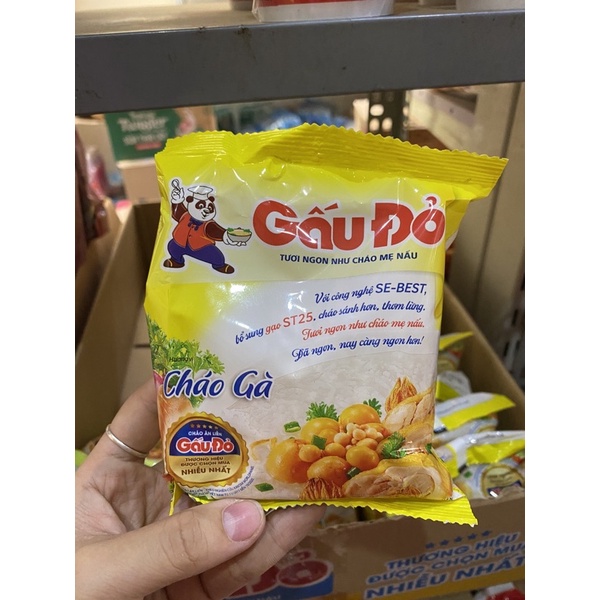 GẤU ĐỎ
TƯƠI NGON NHƯ CHÁO MẸ NẤU
Với công nghệ SE-BEST,
bổ sung gạo ST25, cháo sánh hơn, thơm lừng.
Tươi ngon như cháo mẹ nấu.
Đã ngon, nay càng ngon hơn!
Cháo Gà
CHÁO ĂN LIỀN
GẤU ĐỎ
THƯƠNG HIỆU
ĐƯỢC CHỌN MUA
NHIỀU NHẤT
THƯƠNG HIỆU
ĐƯỢC CHỌN MUA
NHIỀU NHẤT